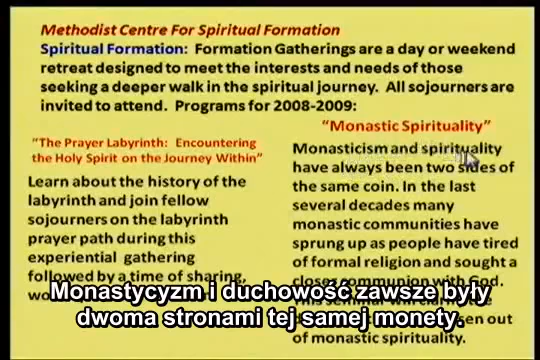 Methodist Centre For Spiritual Formation
Spiritual Formation: Formation Gatherings are a day or weekend
retreat designed to meet the interests and needs of those
seeking a deeper walk in the spiritual journey. All sojourners are
invited to attend. Programs for 2008-2009:
"The Prayer Labyrinth: Encountering
the Holy Spirit on the Journey Within"
Learn about the history of the
labyrinth and join fellow
sojourners on the labyrinth
prayer path during this
experiential gathering
followed by a time of sharing,
"Monastic Spirituality"
Monasticism and spirituality
have always been two sides of
the same coin. In the last
several decades many
monastic communities have
sprung up as people have tired
of formal religion and sought a
closer communion with God.
of monastic spirituality.
Monastycyzm i duchowość zawsze były
dwoma stronami tej samej monety.